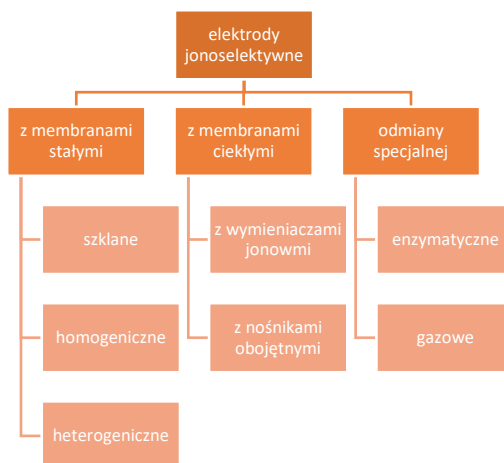 elektrody
jonoselektywne
z membranami
stałymi
z membranami
ciekłymi
odmiany
specjalnej
szklane
z wymieniaczami
jonowmi
enzymatyczne
homogeniczne
z nośnikami
obojętnymi
gazowe
heterogeniczne